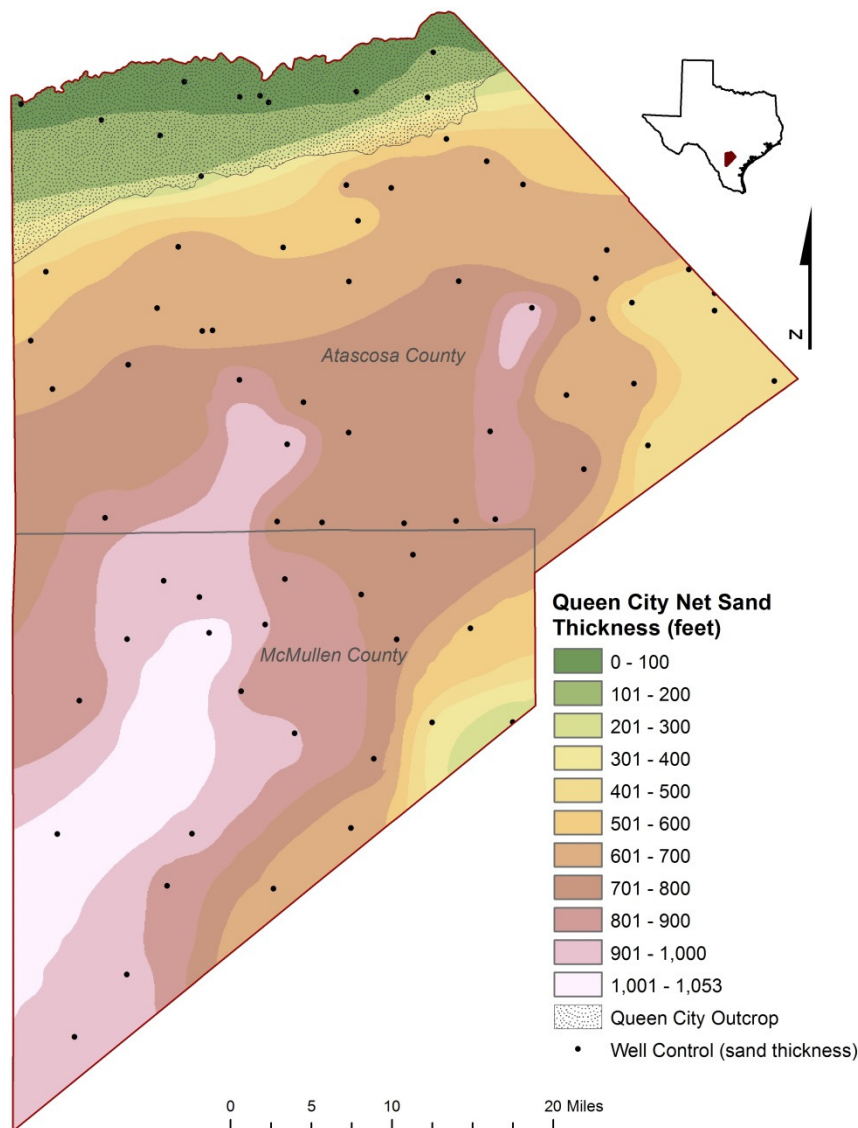 N
Atascosa County
McMullen County
Queen City Net Sand
Thickness (feet)
0 - 100
101 - 200
201 - 300
301 - 400
401 - 500
501 - 600
601 - 700
701 - 800
801 - 900
901 - 1,000
1,001 - 1,053
Queen City Outcrop
Well Control (sand thickness)
0 5 10 20 Miles